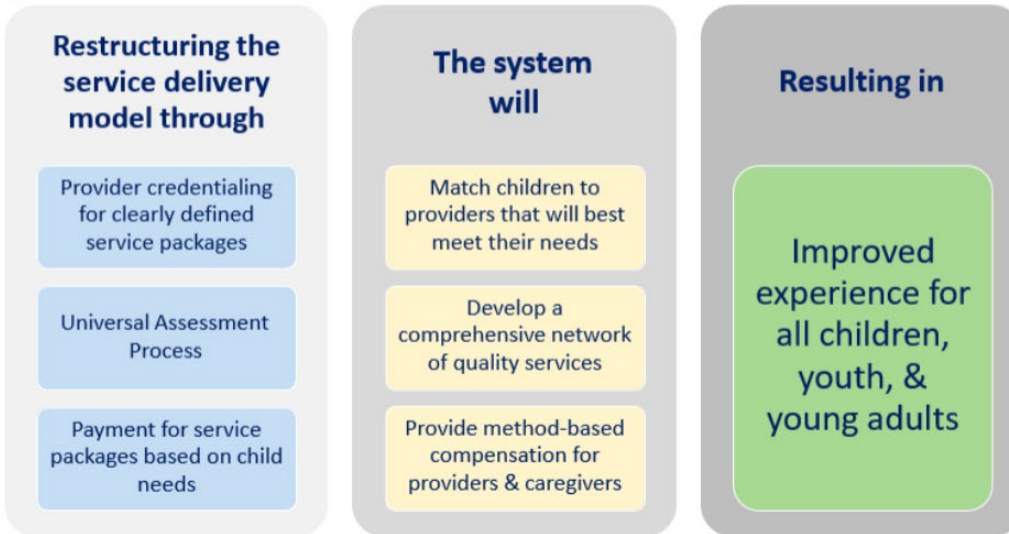 Restructuring the
service delivery
model through
Provider credentialing
for clearly defined
service packages
Universal Assessment
Process
Payment for service
packages based on child
needs
The system
will
Match children to
providers that will best
meet their needs
Develop a
comprehensive network
of quality services
Provide method-based
compensation for
providers & caregivers
Resulting in
Improved
experience for
all children,
youth, &
young adults